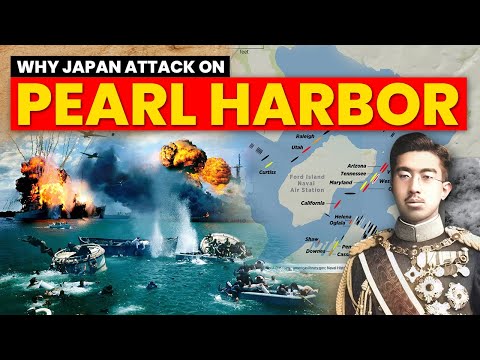 feet
WHY JAPAN ATTACK ON
PEARL HARBOR
Raleigh
Utah
Curtiss
Ford Island
Naval
Air Station
Arizona
Tennessee
Maryland
California
Helena
Oglala
Shaw
Downes